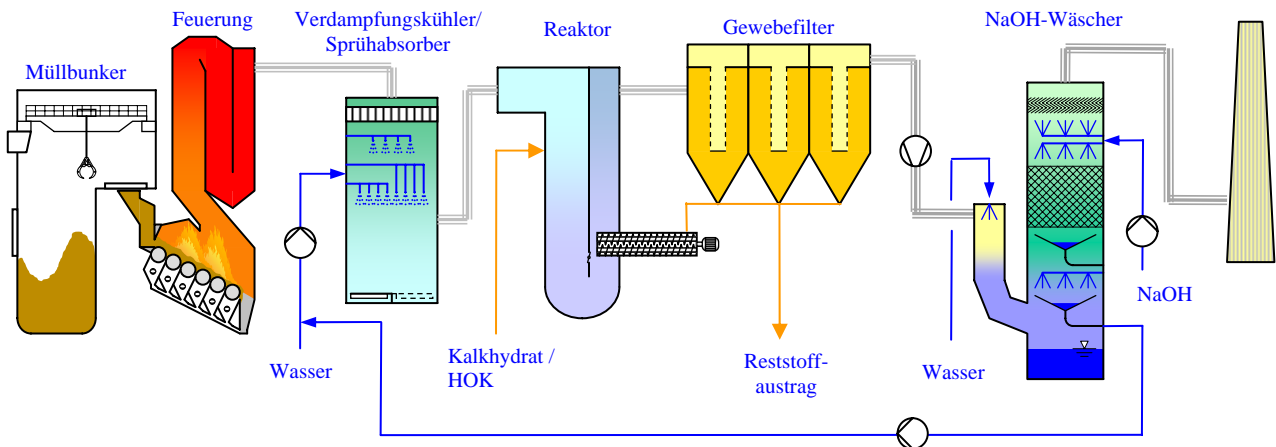 Müllbunker
Feuerung
Verdampfungskühler/
Sprühabsorber
Reaktor
Gewebefilter
NaOH-Wäscher
Wasser
Kalkhydrat /
HOK
Reststoff-
austrag
Wasser
NaOH